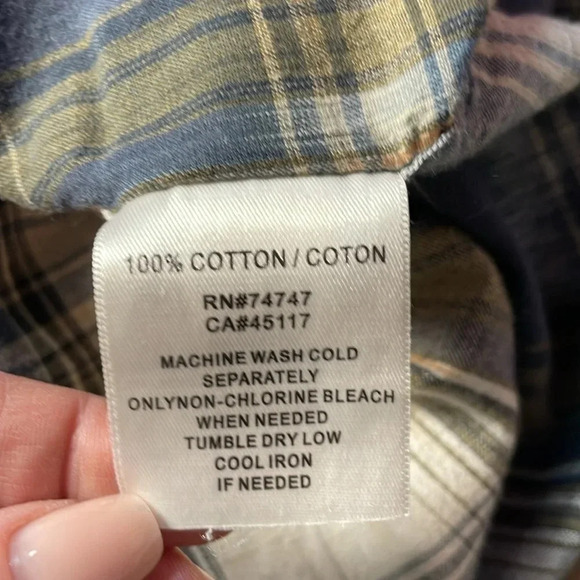 100% COTTON / COTON
RN#74747
CA#45117
MACHINE WASH COLD
SEPARATELY
ONLYNON-CHLORINE BLEACH
WHEN NEEDED
TUMBLE DRY LOW
COOL IRON
IF NEEDED